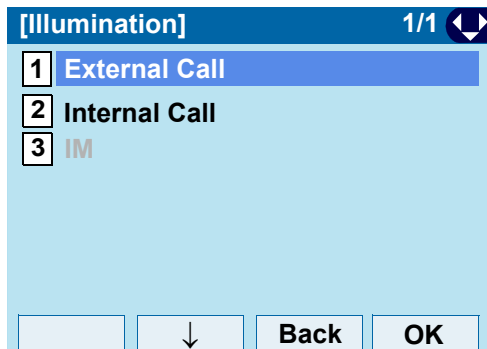 [Illumination] 1/1
1 External Call
2 Internal Call
3 IM
↓ Back OK